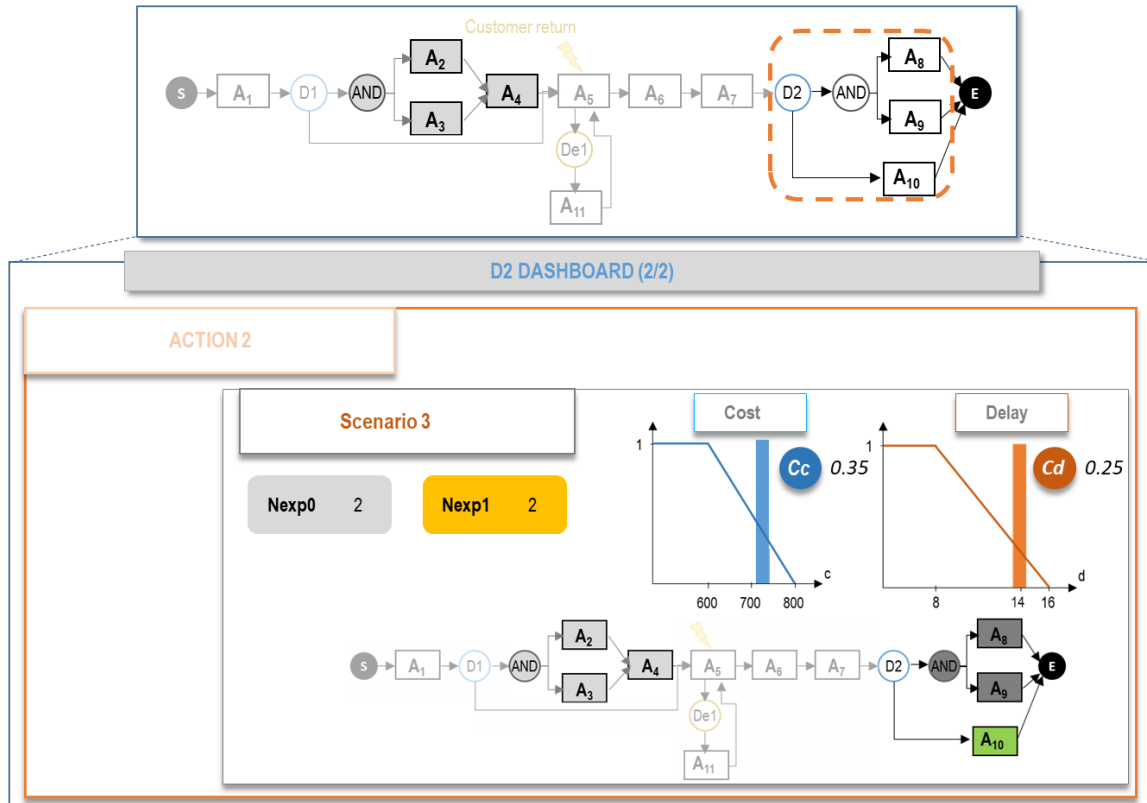 Customer return
S A1 D1 AND A2 A3 A4 A5 A6 A7 D2 AND A8 A9 E
De1 A10
A11
D2 DASHBOARD (2/2)
ACTION 2
Scenario 3
Cost
Delay
Nexp0 2
Nexp1 2
1
Cc 0.35
c
600 700 800
1
Cd 0.25
d
8 14 16
S A1 D1 AND A2 A3 A4 A5 A6 A7 D2 AND A8 A9 E
De1 A10
A11